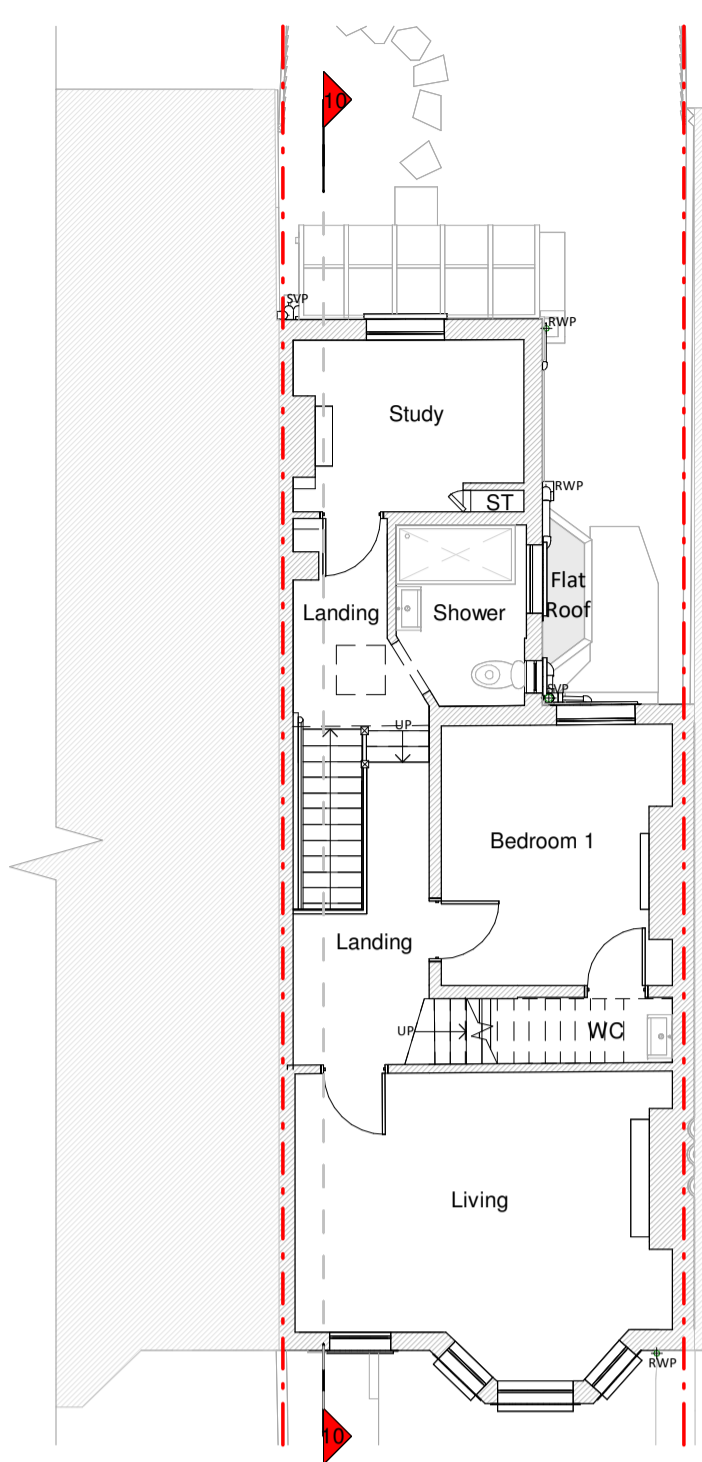 10
SVP
RWP
Study
RWP
ST
Flat
Roof
Landing
Shower
SVP
UP
Bedroom 1
Landing
UP
WC
Living
RWP
10